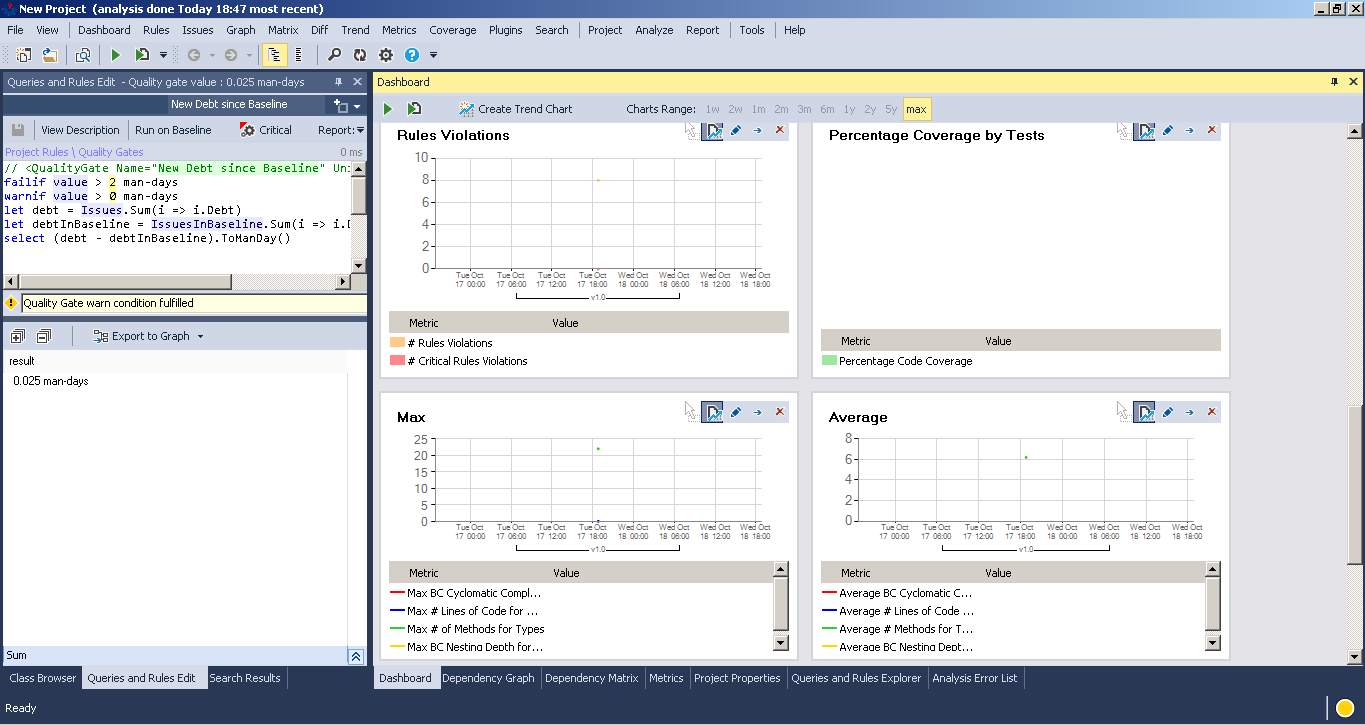 New Project  (analysis done Today 18:47 most recent)
File View Dashboard Rules Issues Graph Matrix Diff Trend Metrics Coverage Plugins Search Project Analyze Report Tools Help
Queries and Rules Edit  - Quality gate value : 0.025 man-days
New Debt since Baseline
View Description Run on Baseline Critical Report:
Project Rules \ Quality Gates 0 ms
// <QualityGate Name="New Debt since Baseline" Uni
failif value > 2 man-days
warnif value > 0 man-days
let debt = Issues.Sum(i => i.Debt)
let debtInBaseline = IssuesInBaseline.Sum(i => i.D
select (debt - debtInBaseline).ToManDay()
Quality Gate warn condition fulfilled
Export to Graph
result
0.025 man-days
Sum
Class Browser Queries and Rules Edit Search Results
Dashboard
Create Trend Chart Charts Range: 1w 2w 1m 2m 3m 6m 1y 2y 5y max
Rules Violations
10
8
6
4
2
0
Tue Oct Tue Oct Tue Oct Tue Oct Wed Oct Wed Oct Wed Oct Wed Oct
17 00:00 17 06:00 17 12:00 17 18:00 18 00:00 18 06:00 18 12:00 18 18:00
v1.0
Metric Value
# Rules Violations
# Critical Rules Violations
Percentage Coverage by Tests
Metric Value
Percentage Code Coverage
Max
25
20
15
10
5
0
Tue Oct Tue Oct Tue Oct Tue Oct Wed Oct Wed Oct Wed Oct Wed Oct
17 00:00 17 06:00 17 12:00 17 18:00 18 00:00 18 06:00 18 12:00 18 18:00
v1.0
Metric Value
Max BC Cyclomatic Compl...
Max # Lines of Code for ...
Max # of Methods for Types
Max BC Nesting Depth for...
Average
8
6
4
2
0
Tue Oct Tue Oct Tue Oct Tue Oct Wed Oct Wed Oct Wed Oct Wed Oct
17 00:00 17 06:00 17 12:00 17 18:00 18 00:00 18 06:00 18 12:00 18 18:00
v1.0
Metric Value
Average BC Cyclomatic C...
Average # Lines of Code ...
Average # Methods for T...
Average BC Nesting Dept...
Dashboard Dependency Graph Dependency Matrix Metrics Project Properties Queries and Rules Explorer Analysis Error List
Ready